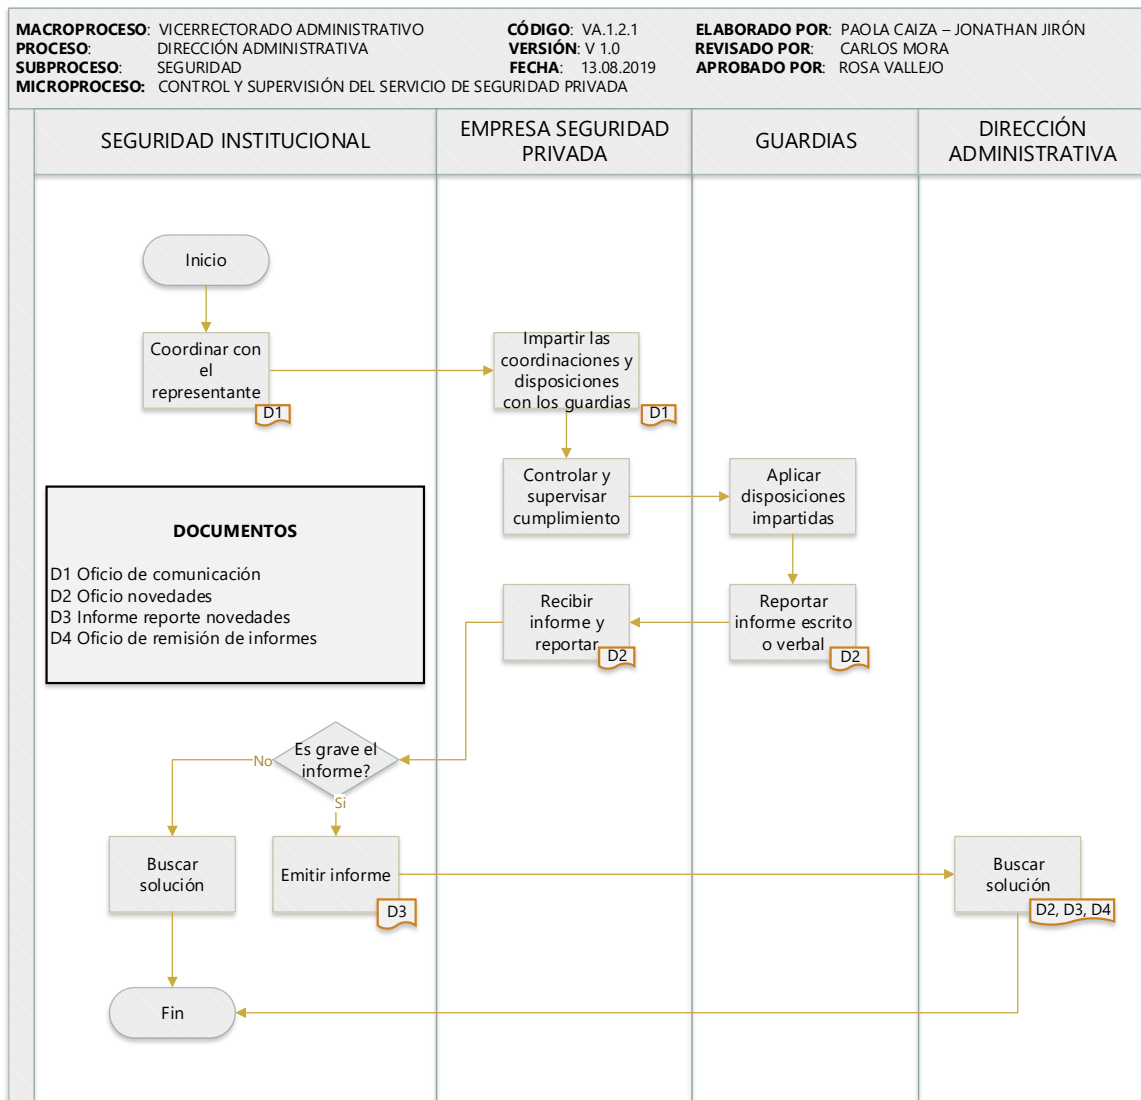 MACROPROCESO: VICERRECTORADO ADMINISTRATIVO
PROCESO: DIRECCIÓN ADMINISTRATIVA
SUBPROCESO: SEGURIDAD
MICROPROCESO: CONTROL Y SUPERVISIÓN DEL SERVICIO DE SEGURIDAD PRIVADA
CÓDIGO: VA.1.2.1
VERSIÓN: V 1.0
FECHA: 13.08.2019
ELABORADO POR: PAOLA CAIZA – JONATHAN JIRÓN
REVISADO POR: CARLOS MORA
APROBADO POR: ROSA VALLEJO
SEGURIDAD INSTITUCIONAL
EMPRESA SEGURIDAD
PRIVADA
GUARDIAS
DIRECCIÓN
ADMINISTRATIVA
Inicio
Coordinar con
el
representante
D1
Impartir las
coordinaciones y
disposiciones
con los guardias
D1
Controlar y
supervisar
cumplimiento
Aplicar
disposiciones
impartidas
DOCUMENTOS
D1 Oficio de comunicación
D2 Oficio novedades
D3 Informe reporte novedades
D4 Oficio de remisión de informes
Recibir
informe y
reportar
D2
Reportar
informe escrito
o verbal
D2
Es grave el
informe?
No
Si
Buscar
solución
Emitir informe
D3
Buscar
solución
D2, D3, D4
Fin